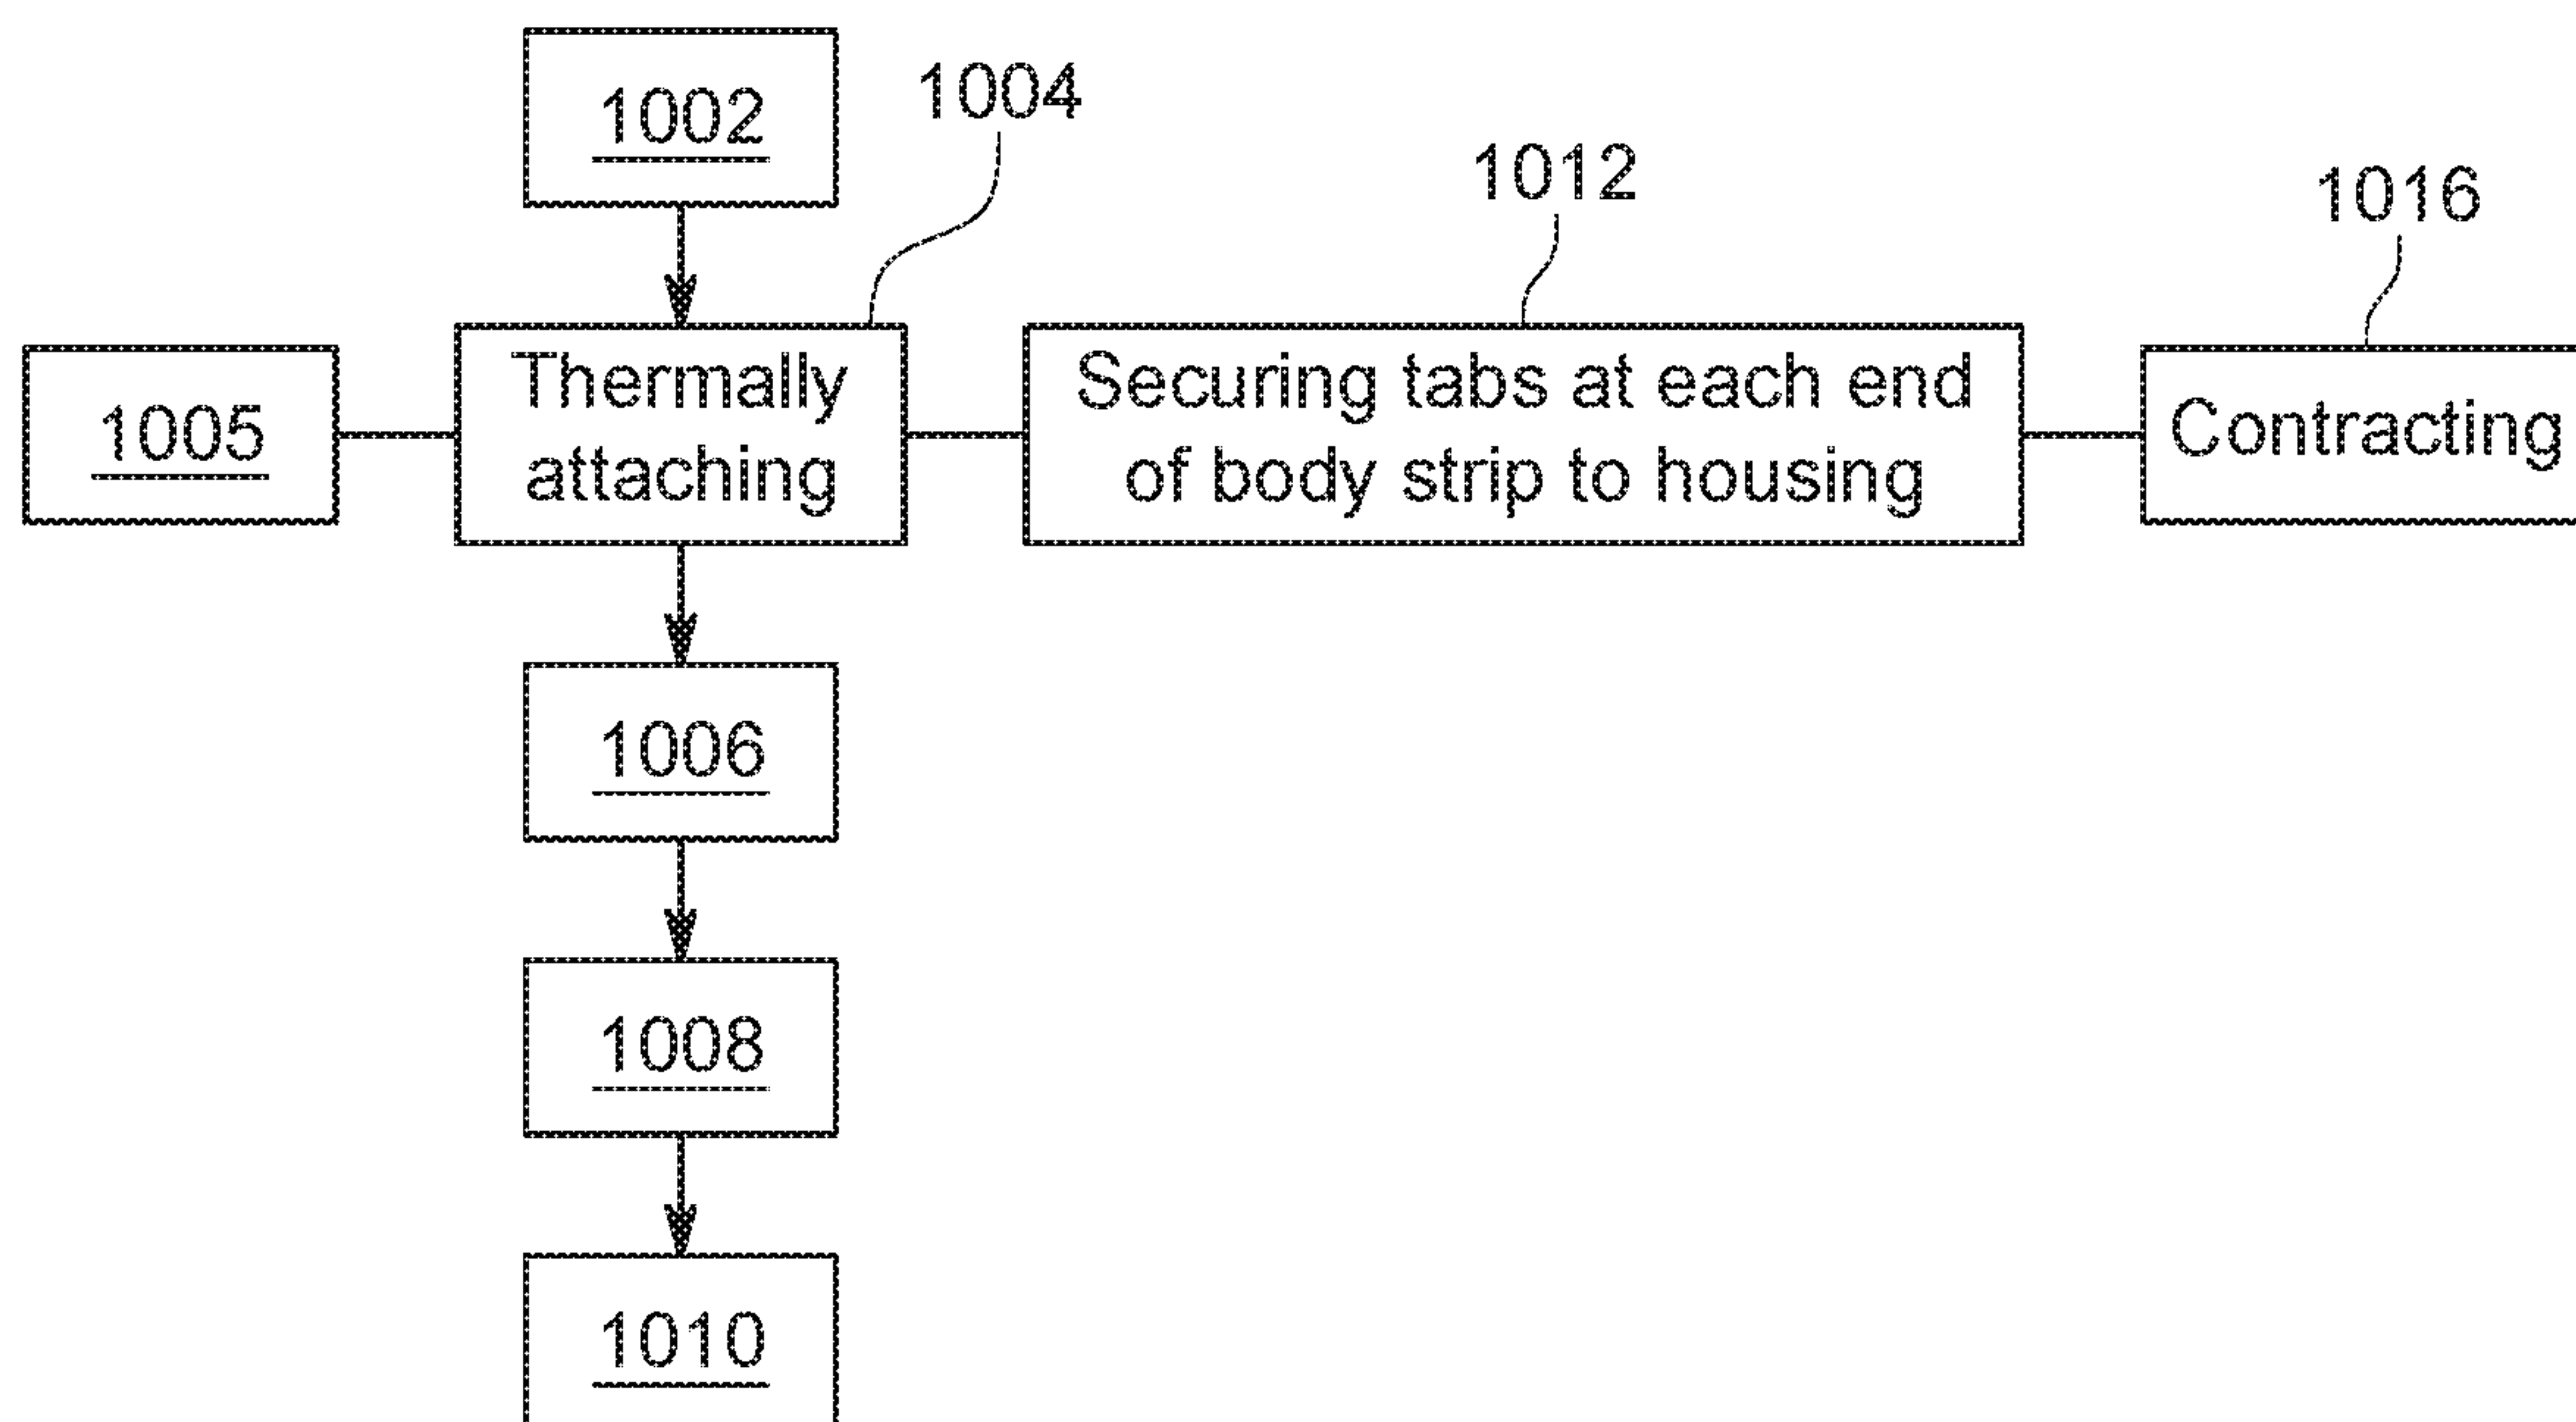 1002
1004
1012
1016
1005
Thermally
attaching
Securing tabs at each end
of body strip to housing
Contracting
1006
1008
1010